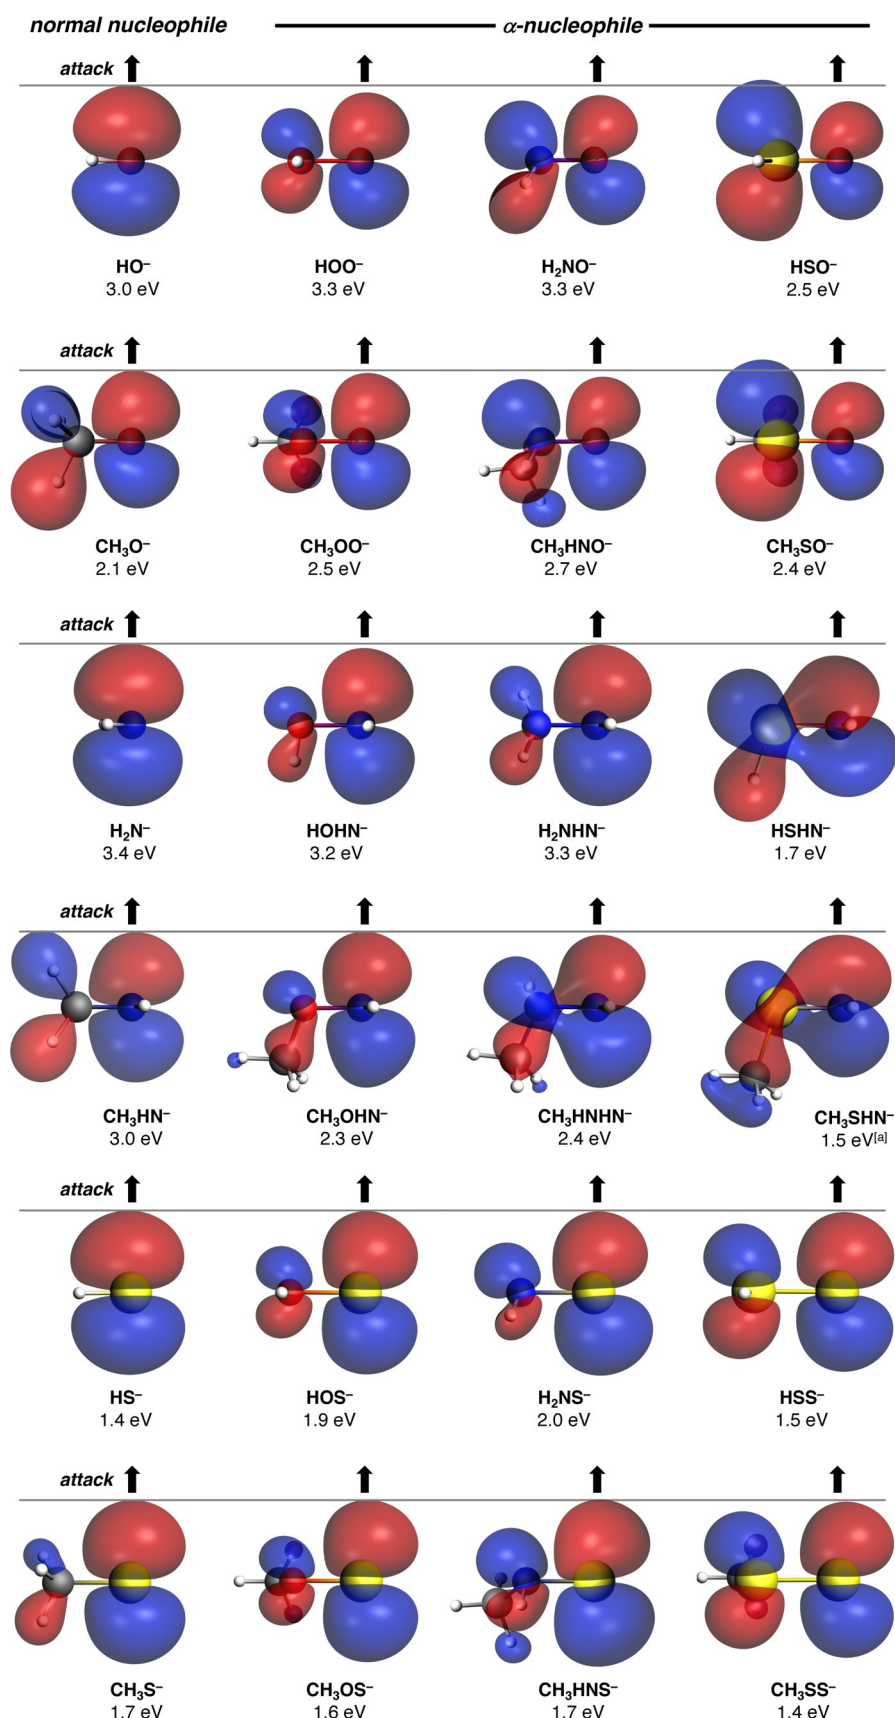 normal nucleophile α-nucleophile
attack
HO⁻ HOO⁻ H₂NO⁻ HSO⁻
3.0 eV 3.3 eV 3.3 eV 2.5 eV
attack
CH₃O⁻ CH₃OO⁻ CH₃HNO⁻ CH₃SO⁻
2.1 eV 2.5 eV 2.7 eV 2.4 eV
attack
H₂N⁻ HOHN⁻ H₂NHN⁻ HSHN⁻
3.4 eV 3.2 eV 3.3 eV 1.7 eV
attack
CH₃HN⁻ CH₃OHN⁻ CH₃HNHN⁻ CH₃SHN⁻
3.0 eV 2.3 eV 2.4 eV 1.5 eV[a]
attack
HS⁻ HOS⁻ H₂NS⁻ HSS⁻
1.4 eV 1.9 eV 2.0 eV 1.5 eV
attack
CH₃S⁻ CH₃OS⁻ CH₃HNS⁻ CH₃SS⁻
1.7 eV 1.6 eV 1.7 eV 1.4 eV